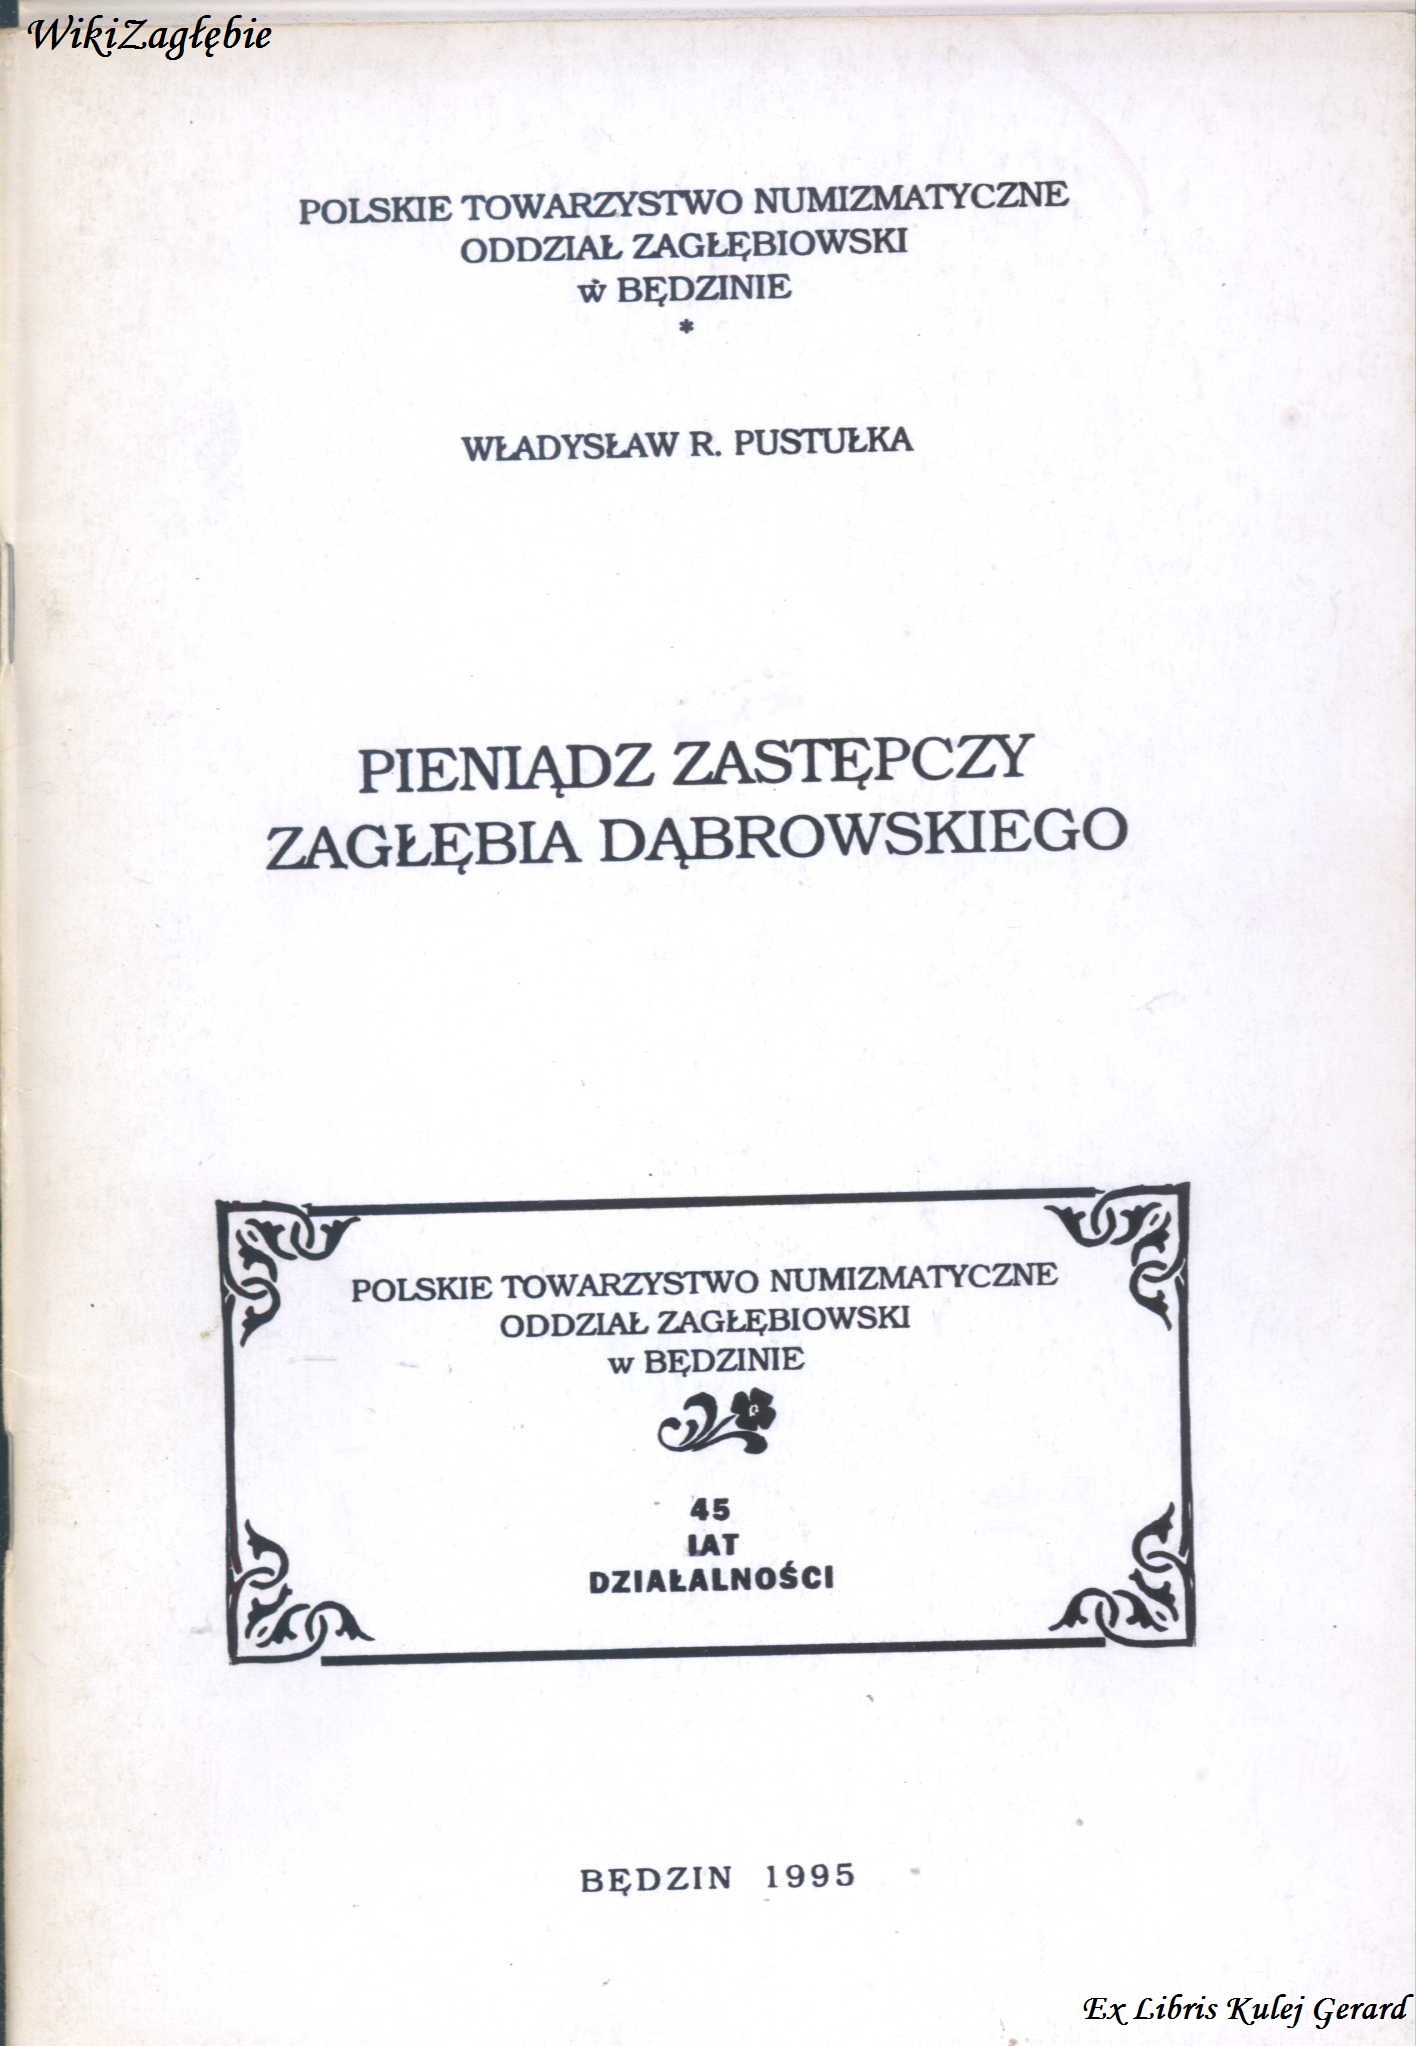 WikiZagłębie
POLSKIE TOWARZYSTWO NUMIZMATYCZNE
ODDZIAŁ ZAGŁĘBIOWSKI
w BĘDZINIE
*
WŁADYSŁAW R. PUSTUŁKA
PIENIĄDZ ZASTĘPCZY
ZAGŁĘBIA DĄBROWSKIEGO
POLSKIE TOWARZYSTWO NUMIZMATYCZNE
ODDZIAŁ ZAGŁĘBIOWSKI
w BĘDZINIE
45
LAT
DZIAŁALNOŚCI
BĘDZIN 1995
Ex Libris Kulej Gerard